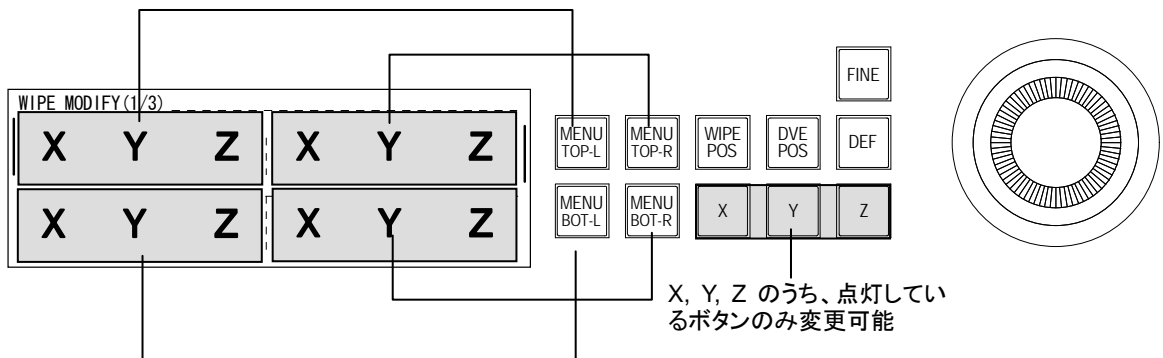 FINE
WIPE MODIFY(1/3)
X Y Z X Y Z
X Y Z X Y Z
MENU
TOP-L
MENU
TOP-R
WIPE
POS
DVE
POS
DEF
MENU
BOT-L
MENU
BOT-R
X
Y
Z
X, Y, Z のうち、点灯してい
るボタンのみ変更可能